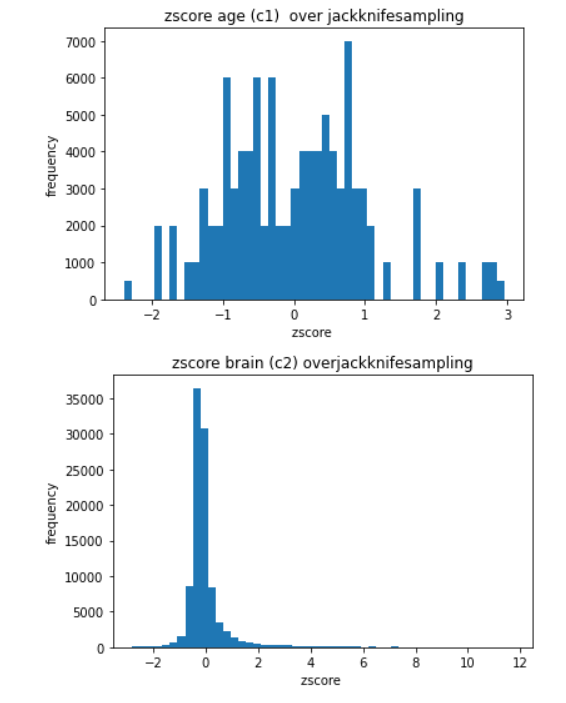 zscore age (c1)  over jackknifesampling
7000
6000
5000
4000
3000
2000
1000
0
frequency
−2 −1 0 1 2 3
zscore
zscore brain (c2) overjackknifesampling
35000
30000
25000
20000
15000
10000
5000
0
frequency
−2 0 2 4 6 8 10 12
zscore